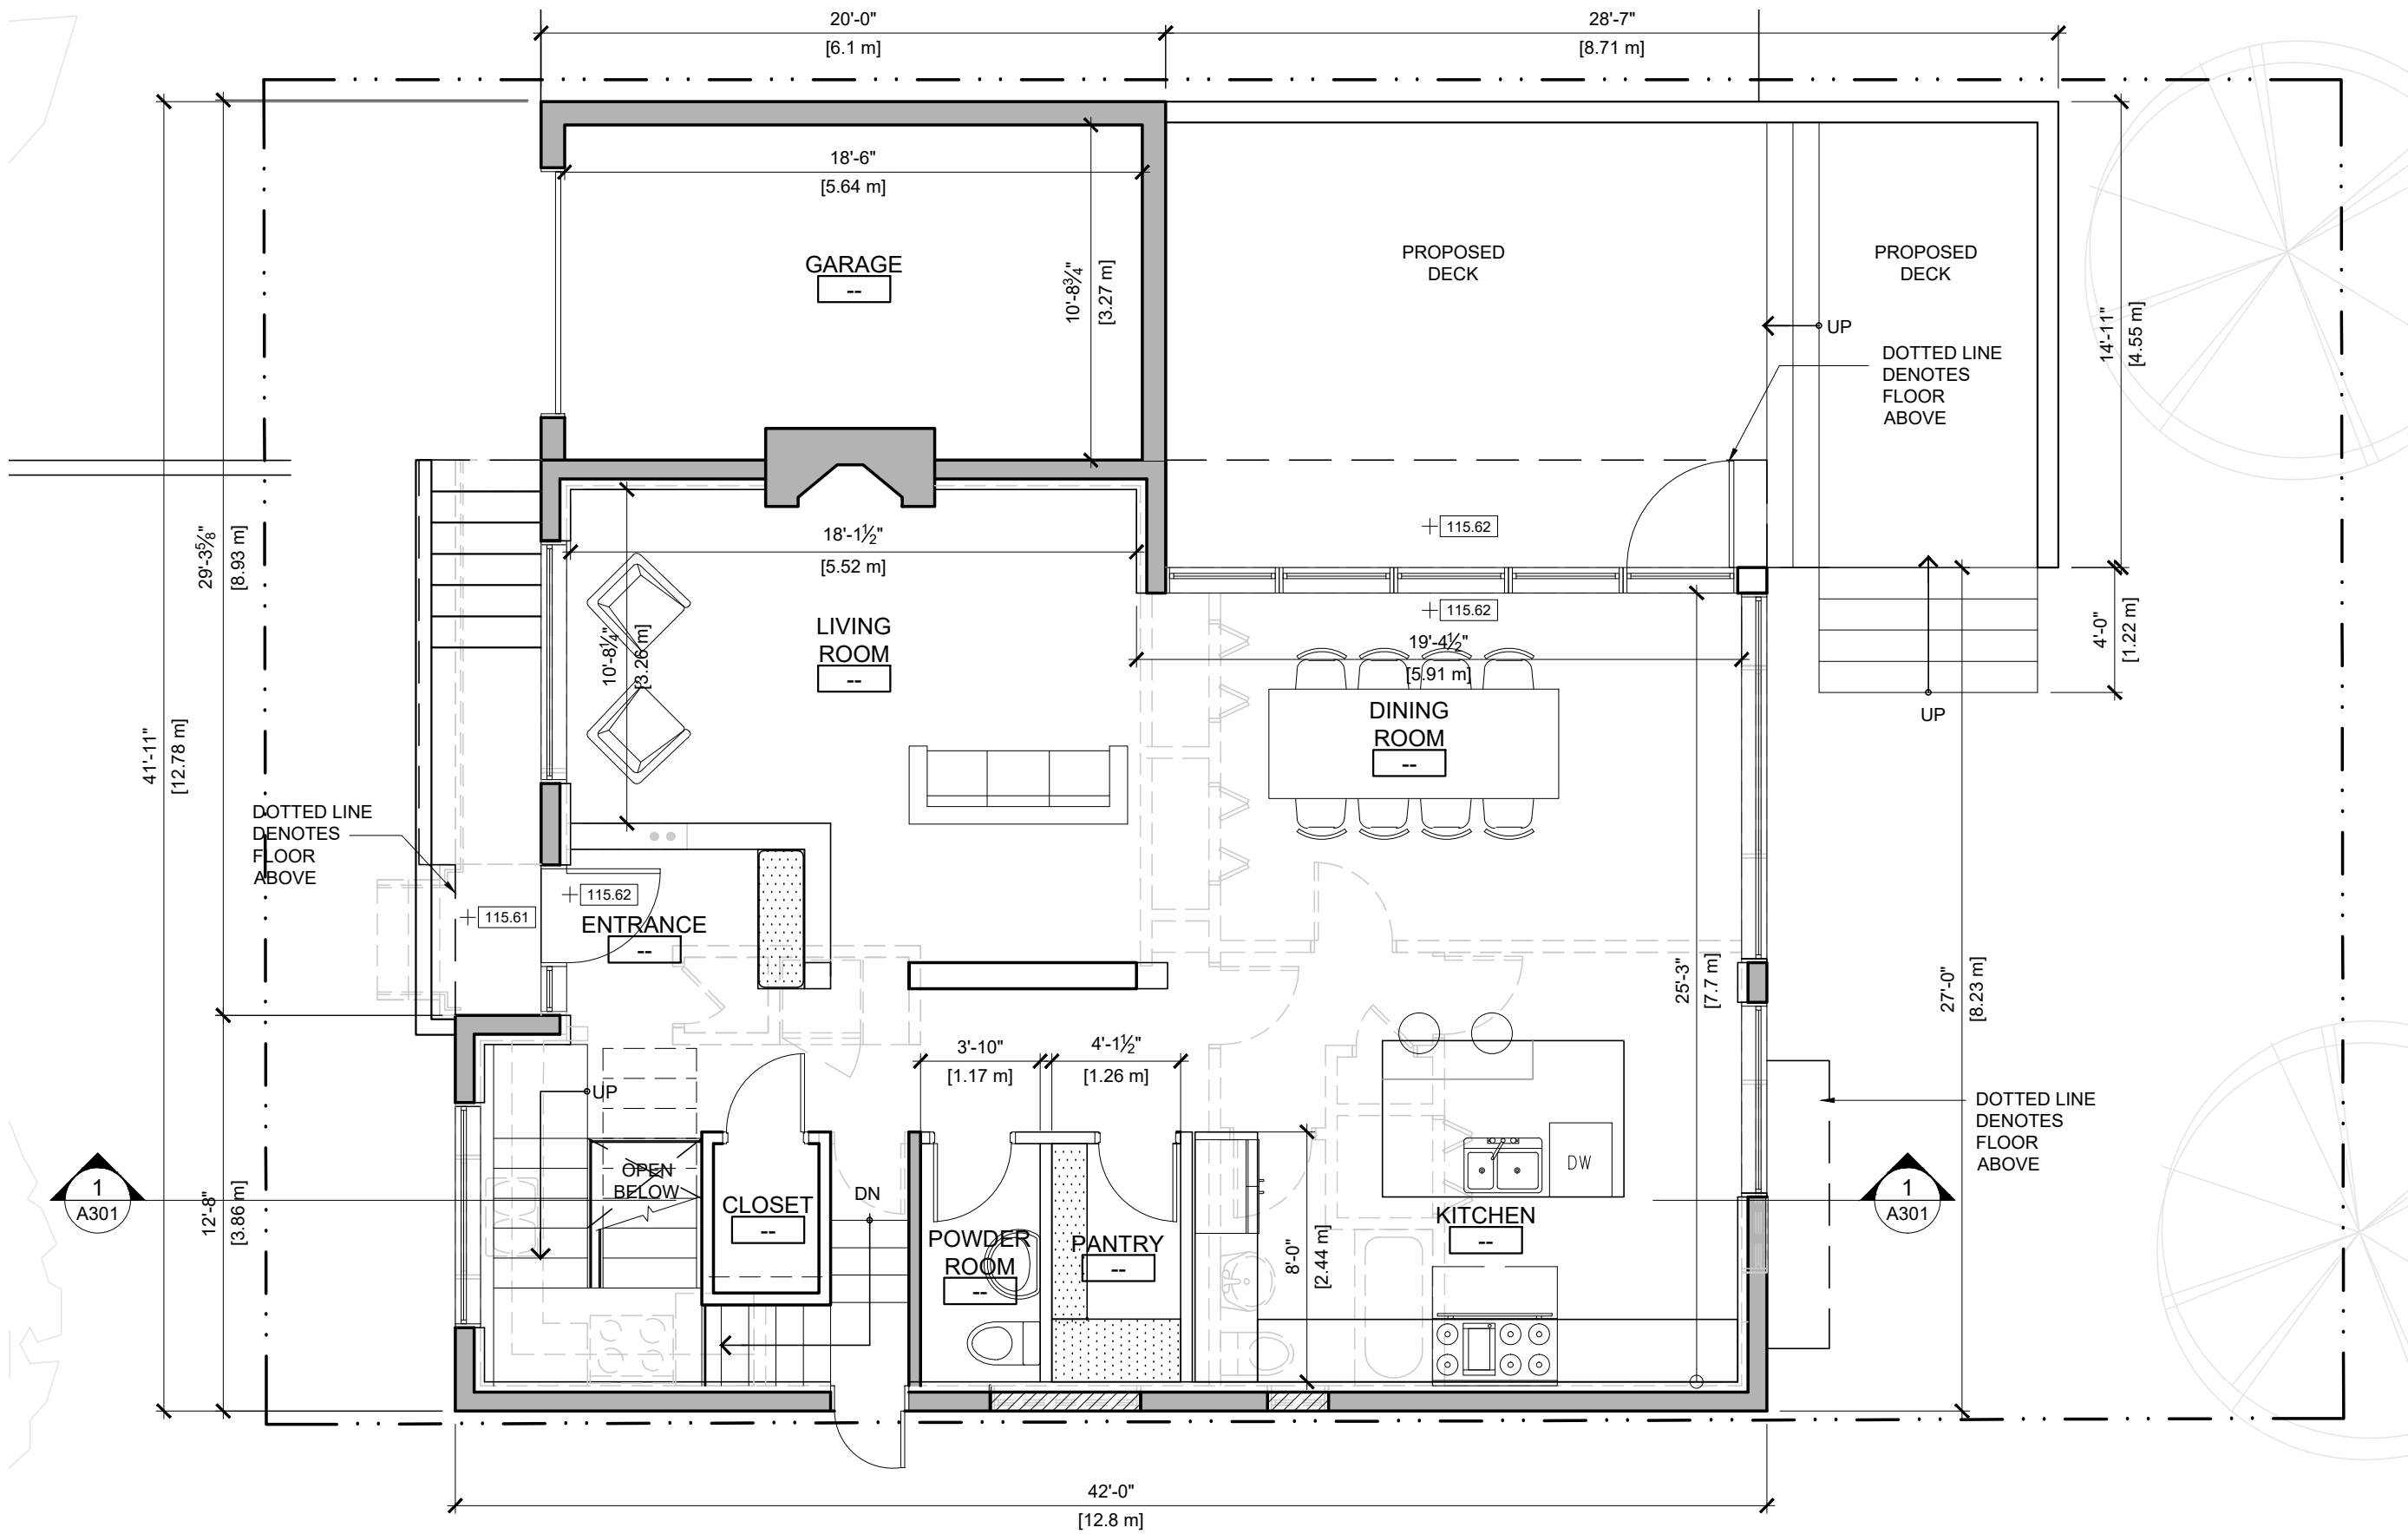 20'-0"
[6.1 m]
28'-7"
[8.71 m]
18'-6"
[5.64 m]
GARAGE
--
10'-8¾"
[3.27 m]
PROPOSED
DECK
PROPOSED
DECK
UP
DOTTED LINE
DENOTES
FLOOR
ABOVE
14'-11"
[4.55 m]
29'-3⅝"
[8.93 m]
41'-11"
[12.78 m]
18'-1½"
[5.52 m]
115.62
115.62
LIVING
ROOM
--
10'-8¼"
[3.26 m]
19'-4½"
[5.91 m]
DINING
ROOM
--
4'-0"
[1.22 m]
UP
DOTTED LINE
DENOTES
FLOOR
ABOVE
115.62
115.61
ENTRANCE
--
25'-3"
[7.7 m]
27'-0"
[8.23 m]
3'-10"
[1.17 m]
4'-1½"
[1.26 m]
UP
DOTTED LINE
DENOTES
FLOOR
ABOVE
1
A301
12'-8"
[3.86 m]
OPEN
BELOW
CLOSET
--
DN
POWDER
ROOM
--
PANTRY
--
8'-0"
[2.44 m]
DW
KITCHEN
--
1
A301
42'-0"
[12.8 m]